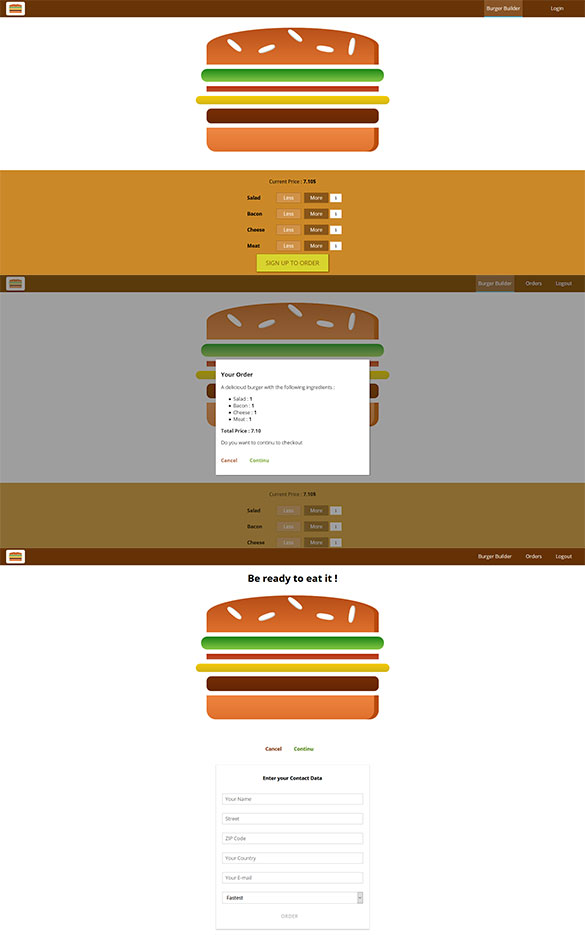 Burger Builder Login
Current Price : 7.10$
Salad Less More 1
Bacon Less More 1
Cheese Less More 1
Meat Less More 1
SIGN UP TO ORDER
Burger Builder Orders Logout
Your Order
A delicioud burger with the following ingredients :
Salad : 1
Bacon : 1
Cheese : 1
Meat : 1
Total Price : 7.10
Do you want to continu to checkout
Cancel Continu
Current Price : 7.10$
Salad Less More 1
Bacon Less More 1
Cheese Less More 1
Burger Builder Orders Logout
Be ready to eat it !
Cancel Continu
Enter your Contact Data
Your Name
Street
ZIP Code
Your Country
Your E-mail
Fastest
ORDER